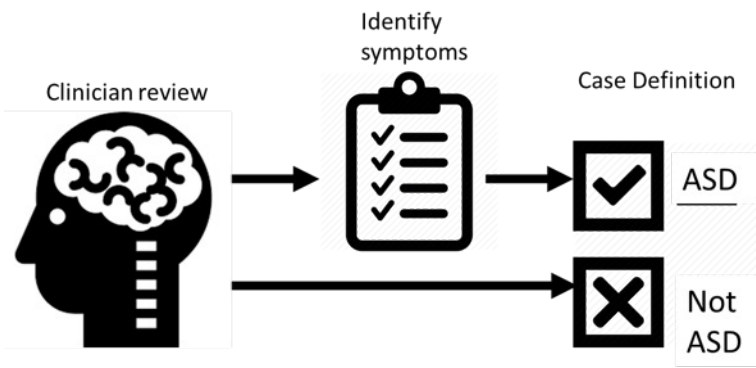 Identify
symptoms
Clinician review
Case Definition
ASD
Not
ASD